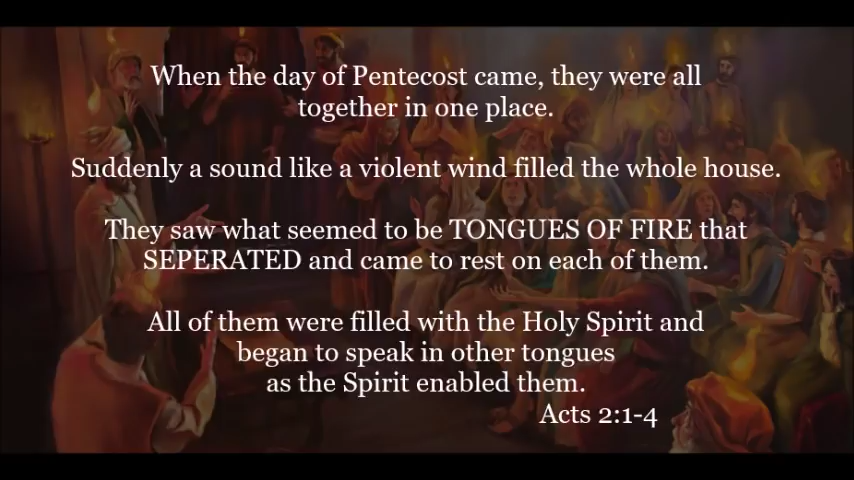 When the day of Pentecost came, they were all
together in one place.
Suddenly a sound like a violent wind filled the whole house.
They saw what seemed to be TONGUES OF FIRE that
SEPERATED and came to rest on each of them.
All of them were filled with the Holy Spirit and
began to speak in other tongues
as the Spirit enabled them.
Acts 2:1-4